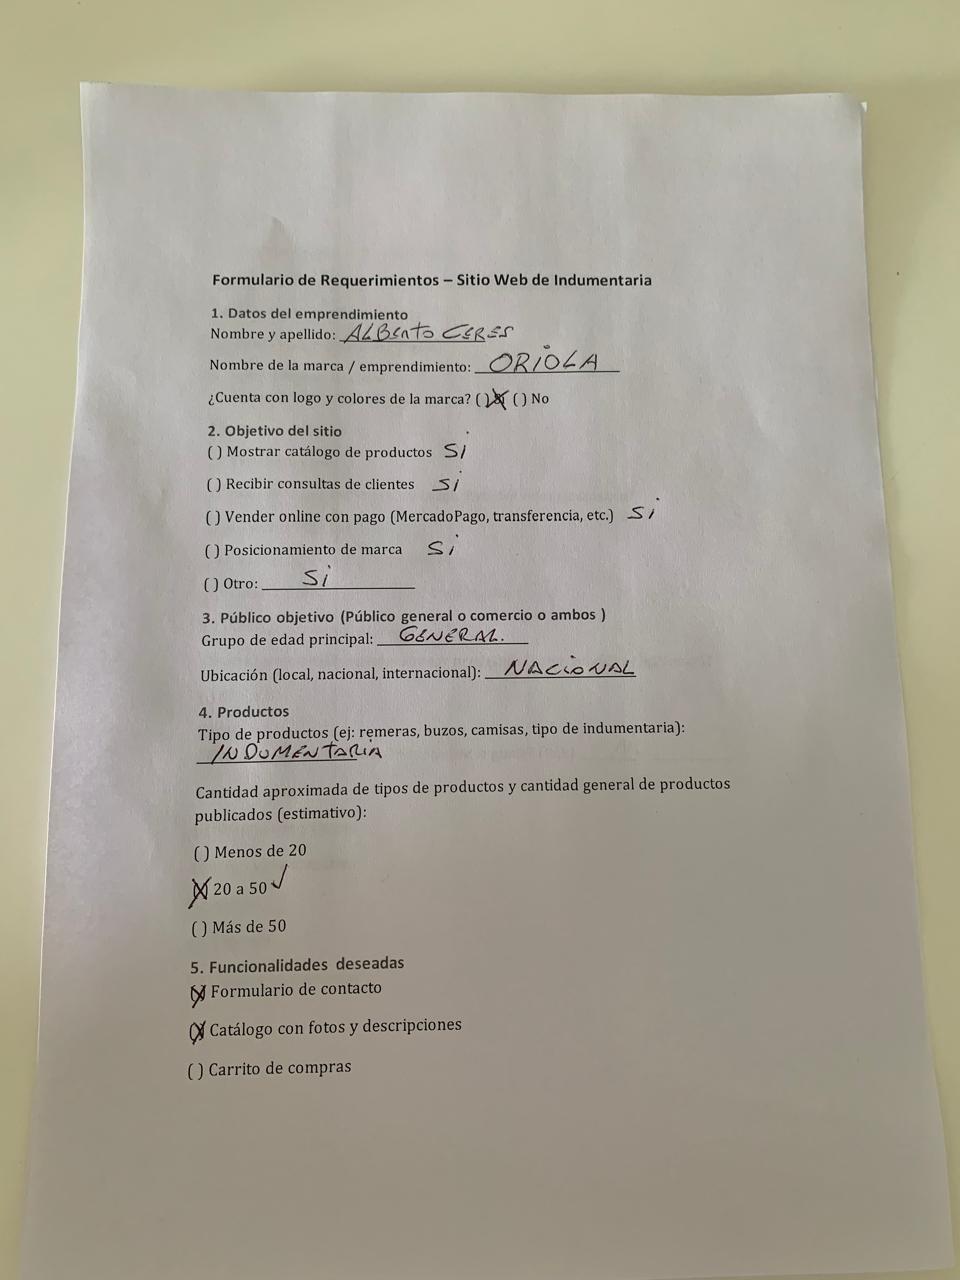 Formulario de Requerimientos – Sitio Web de Indumentaria
1. Datos del emprendimiento
Nombre y apellido: ALBERTO CERES
Nombre de la marca / emprendimiento: ORIOLA
¿Cuenta con logo y colores de la marca? ( ) ( ) No
2. Objetivo del sitio
( ) Mostrar catálogo de productos Si
( ) Recibir consultas de clientes Si
( ) Vender online con pago (MercadoPago, transferencia, etc.) Si
( ) Posicionamiento de marca Si
( ) Otro: Si
3. Público objetivo (Público general o comercio o ambos )
Grupo de edad principal: GENERAL.
Ubicación (local, nacional, internacional): NACIONAL
4. Productos
Tipo de productos (ej: remeras, buzos, camisas, tipo de indumentaria):
INDUMENTARIA
Cantidad aproximada de tipos de productos y cantidad general de productos
publicados (estimativo):
( ) Menos de 20
(X) 20 a 50 ✓
( ) Más de 50
5. Funcionalidades deseadas
(X) Formulario de contacto
(X) Catálogo con fotos y descripciones
( ) Carrito de compras